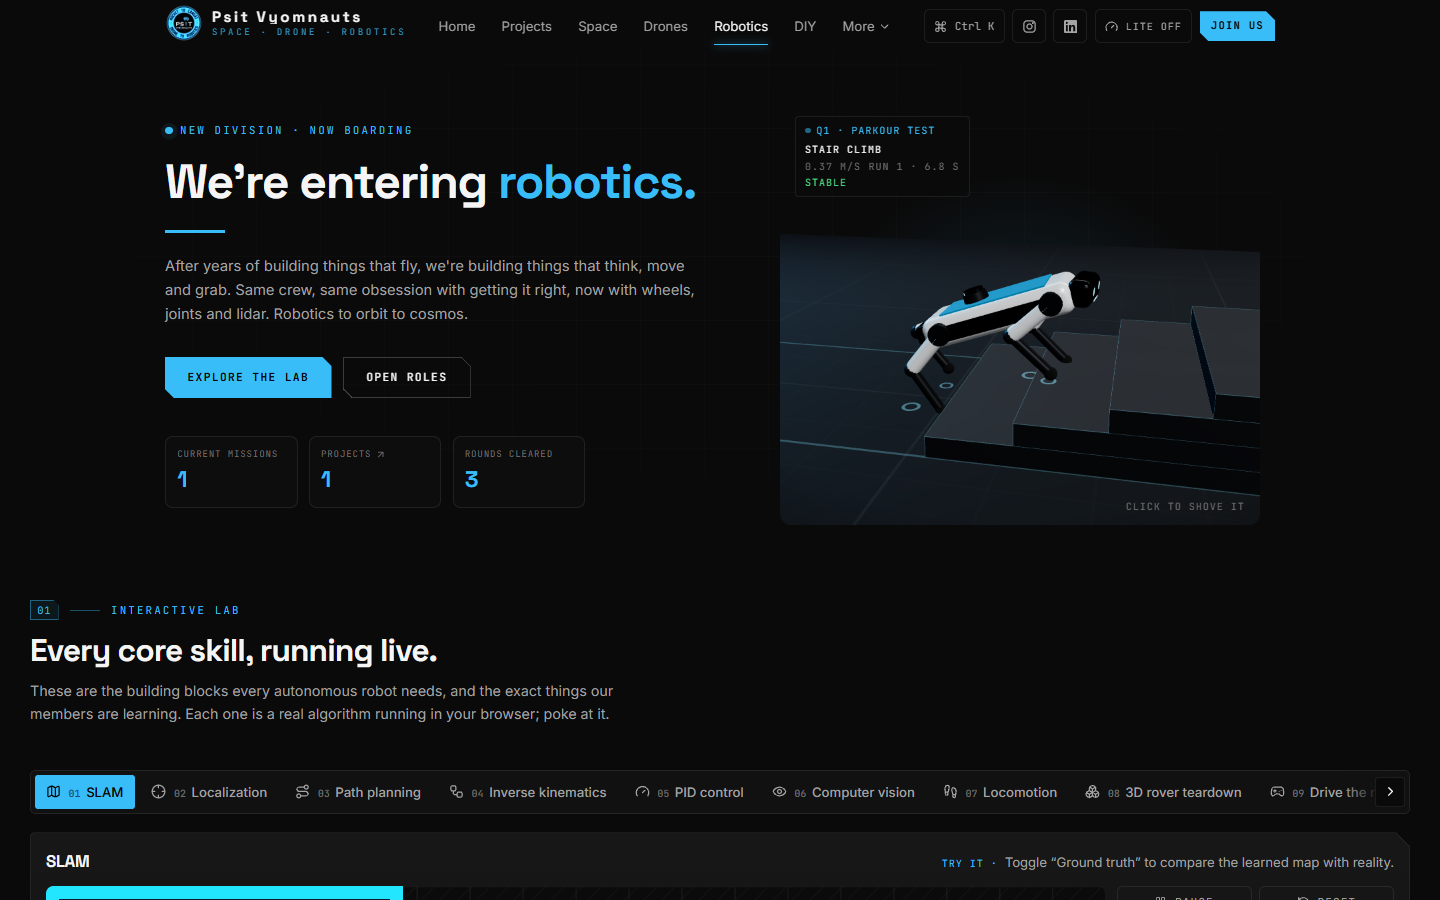 PSIT
Psit Vyomnauts
SPACE · DRONE · ROBOTICS
Home
Projects
Space
Drones
Robotics
DIY
More
⌘ Ctrl K
LITE OFF
JOIN US
NEW DIVISION · NOW BOARDING
We’re entering robotics.
After years of building things that fly, we're building things that think, move
and grab. Same crew, same obsession with getting it right, now with wheels,
joints and lidar. Robotics to orbit to cosmos.
EXPLORE THE LAB
OPEN ROLES
CURRENT MISSIONS
1
PROJECTS ↗
1
ROUNDS CLEARED
3
Q1 · PARKOUR TEST
STAIR CLIMB
0.37 M/S RUN 1 · 6.8 S
STABLE
CLICK TO SHOVE IT
01
INTERACTIVE LAB
Every core skill, running live.
These are the building blocks every autonomous robot needs, and the exact things our
members are learning. Each one is a real algorithm running in your browser; poke at it.
01 SLAM
02 Localization
03 Path planning
04 Inverse kinematics
05 PID control
06 Computer vision
07 Locomotion
08 3D rover teardown
09 Drive the
SLAM
TRY IT · Toggle “Ground truth” to compare the learned map with reality.
PAUSE
RESET